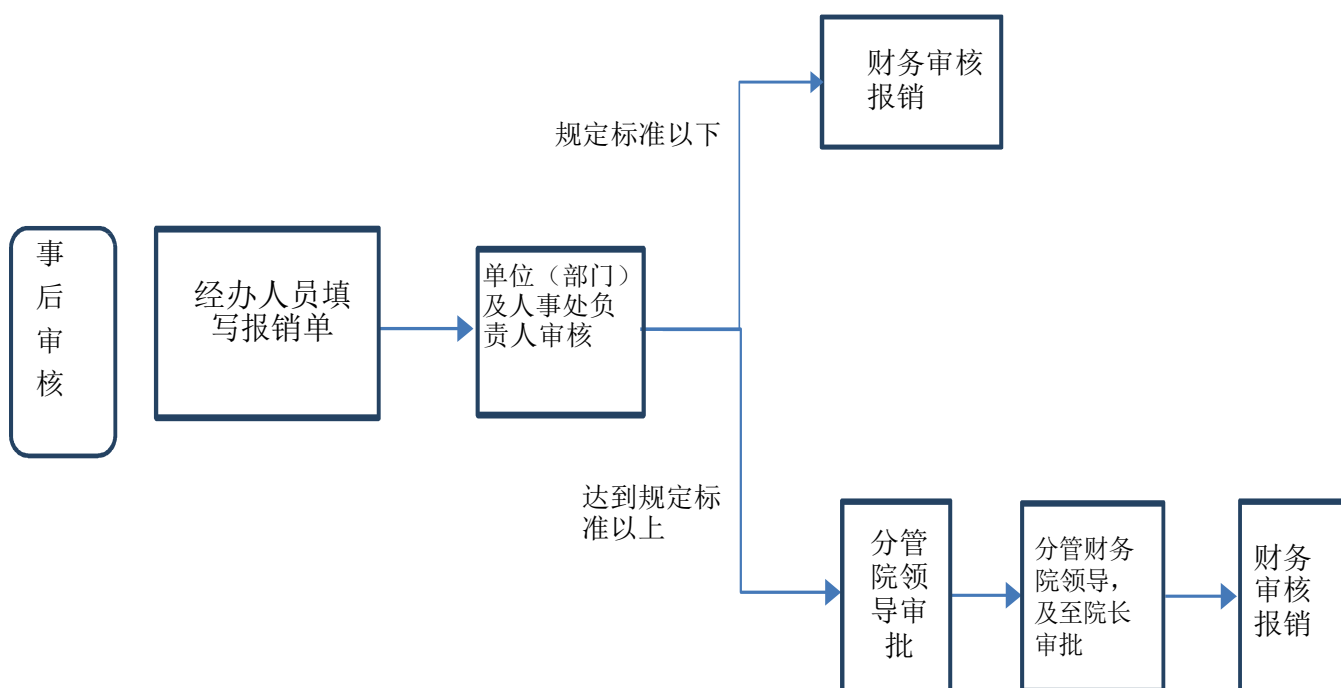 财务审核
报销
规定标准以下
事
后
审
核
经办人员填
写报销单
单位（部门）
及人事处负
责人审核
达到规定标
准以上
分管
院领
导审
批
分管财务
院领导，
及至院长
审批
财务
审核
报销